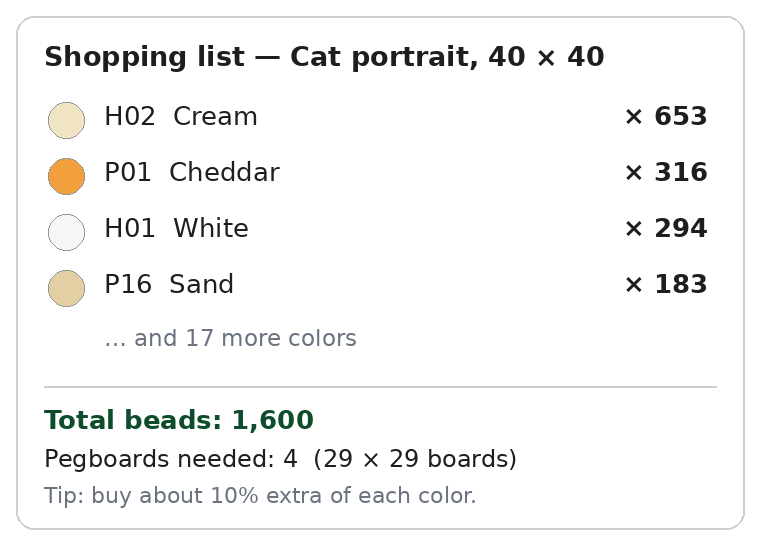 Shopping list — Cat portrait, 40 × 40
H02 Cream × 653
P01 Cheddar × 316
H01 White × 294
P16 Sand × 183
... and 17 more colors
Total beads: 1,600
Pegboards needed: 4 (29 × 29 boards)
Tip: buy about 10% extra of each color.